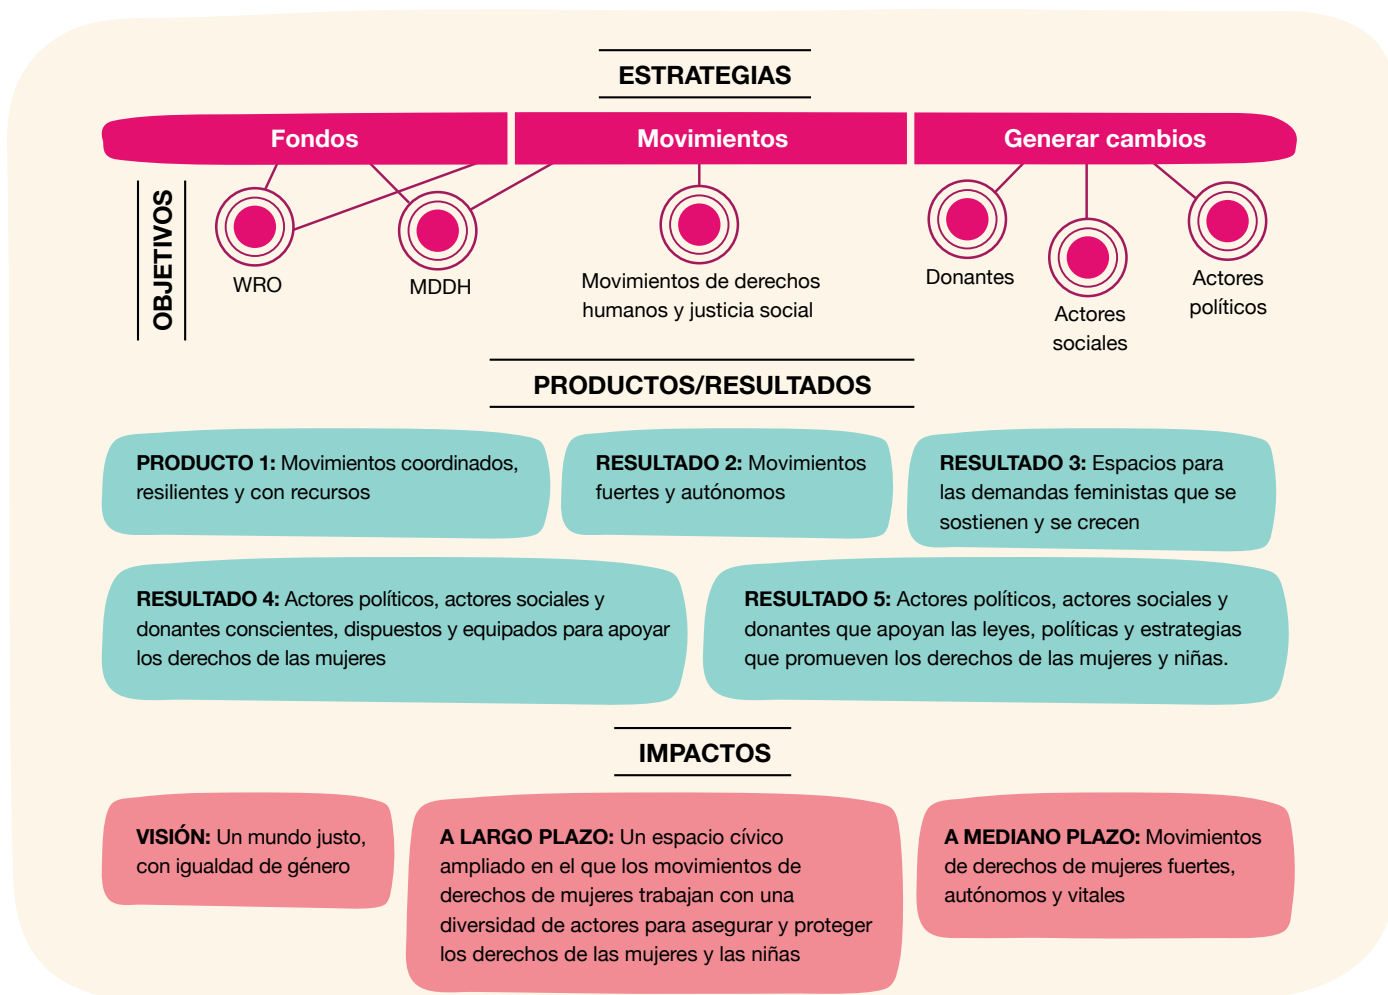 ESTRATEGIAS
Fondos
Movimientos
Generar cambios
OBJETIVOS
WRO
MDDH
Movimientos de derechos
humanos y justicia social
Donantes
Actores
sociales
Actores
políticos
PRODUCTOS/RESULTADOS
PRODUCTO 1: Movimientos coordinados,
resilientes y con recursos
RESULTADO 2: Movimientos
fuertes y autónomos
RESULTADO 3: Espacios para
las demandas feministas que se
sostienen y se crecen
RESULTADO 4: Actores políticos, actores sociales y
donantes conscientes, dispuestos y equipados para apoyar
los derechos de las mujeres
RESULTADO 5: Actores políticos, actores sociales y
donantes que apoyan las leyes, políticas y estrategias
que promueven los derechos de las mujeres y niñas.
IMPACTOS
VISIÓN: Un mundo justo,
con igualdad de género
A LARGO PLAZO: Un espacio cívico
ampliado en el que los movimientos de
derechos de mujeres trabajan con una
diversidad de actores para asegurar y proteger
los derechos de las mujeres y las niñas
A MEDIANO PLAZO: Movimientos
de derechos de mujeres fuertes,
autónomos y vitales